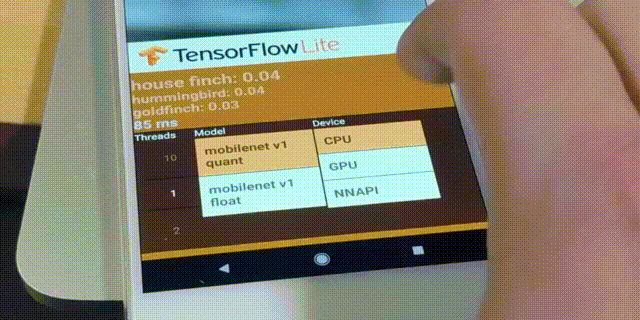 TensorFlow Lite
house finch: 0.04
hummingbird: 0.04
goldfinch: 0.03
85 ms
Threads Model Device
10
1
2
mobilenet v1
quant
mobilenet v1
float
CPU
GPU
NNAPI